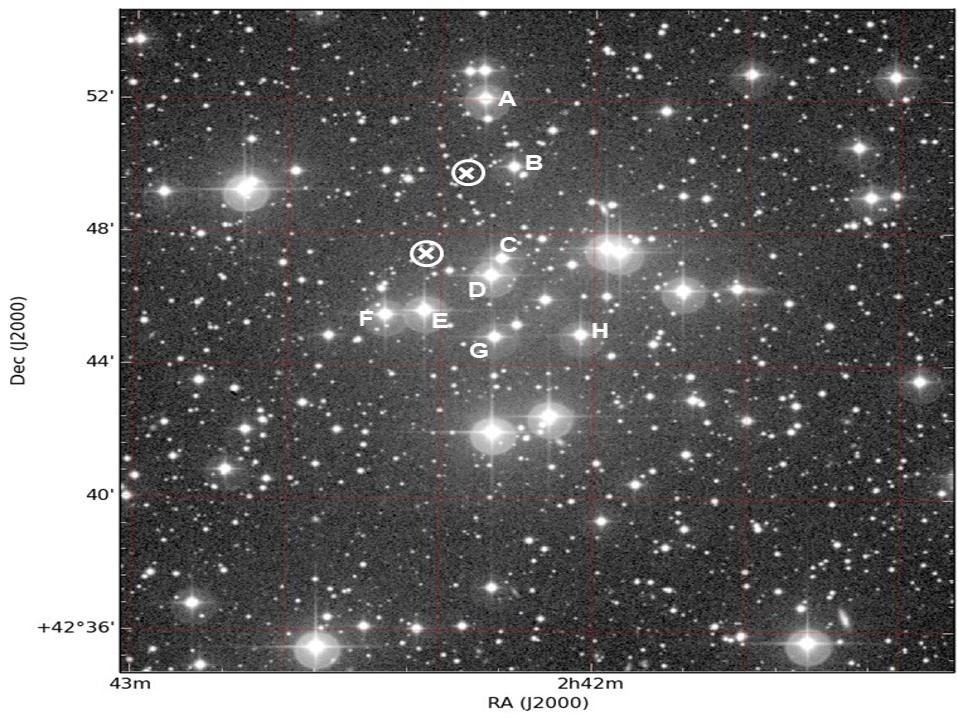 52'
A
B
48'
C
D
F
E
G
H
44'
40'
+42°36'
43m
2h42m
RA (J2000)
Dec (J2000)